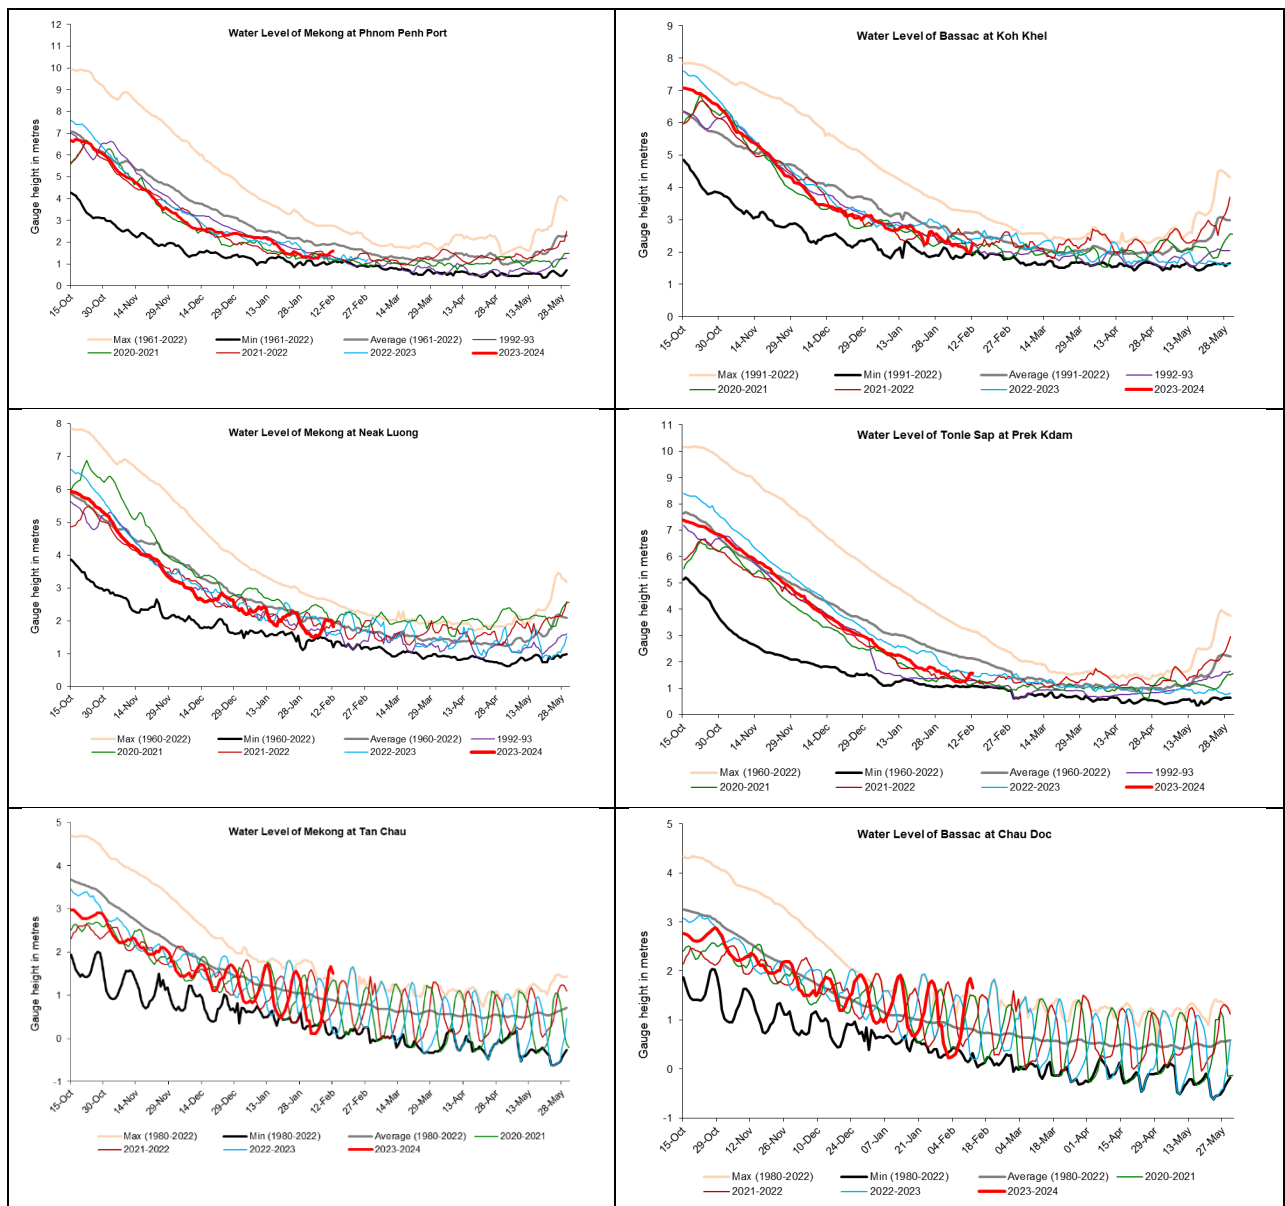 Water Level of Mekong at Phnom Penh Port
Gauge height in metres
12
11
10
9
8
7
6
5
4
3
2
1
0
15-Oct 30-Oct 14-Nov 29-Nov 14-Dec 29-Dec 13-Jan 28-Jan 12-Feb 27-Feb 14-Mar 29-Mar 13-Apr 28-Apr 13-May 28-May
Max (1961-2022) Min (1961-2022) Average (1961-2022) 1992-93
2020-2021 2021-2022 2022-2023 2023-2024
Water Level of Bassac at Koh Khel
Gauge height in metres
9
8
7
6
5
4
3
2
1
0
15-Oct 30-Oct 14-Nov 29-Nov 14-Dec 29-Dec 13-Jan 28-Jan 12-Feb 27-Feb 14-Mar 29-Mar 13-Apr 28-Apr 13-May 28-May
Max (1991-2022) Min (1991-2022) Average (1991-2022) 1992-93
2020-2021 2021-2022 2022-2023 2023-2024
Water Level of Mekong at Neak Luong
Gauge height in metres
8
7
6
5
4
3
2
1
0
15-Oct 30-Oct 14-Nov 29-Nov 14-Dec 29-Dec 13-Jan 28-Jan 12-Feb 27-Feb 14-Mar 29-Mar 13-Apr 28-Apr 13-May 28-May
Max (1960-2022) Min (1960-2022) Average (1960-2022) 1992-93
2020-2021 2021-2022 2022-2023 2023-2024
Water Level of Tonle Sap at Prek Kdam
Gauge height in metres
11
10
9
8
7
6
5
4
3
2
1
0
15-Oct 30-Oct 14-Nov 29-Nov 14-Dec 29-Dec 13-Jan 28-Jan 12-Feb 27-Feb 14-Mar 29-Mar 13-Apr 28-Apr 13-May 28-May
Max (1960-2022) Min (1960-2022) Average (1960-2022) 1992-93
2020-2021 2021-2022 2022-2023 2023-2024
Water Level of Mekong at Tan Chau
Gauge height in metres
5
4
3
2
1
0
-1
15-Oct 30-Oct 14-Nov 29-Nov 14-Dec 29-Dec 13-Jan 28-Jan 12-Feb 27-Feb 14-Mar 29-Mar 13-Apr 28-Apr 13-May 28-May
Max (1980-2022) Min (1980-2022) Average (1980-2022) 2020-2021
2021-2022 2022-2023 2023-2024
Water Level of Bassac at Chau Doc
Gauge height in metres
5
4
3
2
1
0
-1
15-Oct 29-Oct 12-Nov 26-Nov 10-Dec 24-Dec 07-Jan 21-Jan 04-Feb 18-Feb 04-Mar 18-Mar 01-Apr 15-Apr 29-Apr 13-May 27-May
Max (1980-2022) Min (1980-2022) Average (1980-2022) 2020-2021
2021-2022 2022-2023 2023-2024